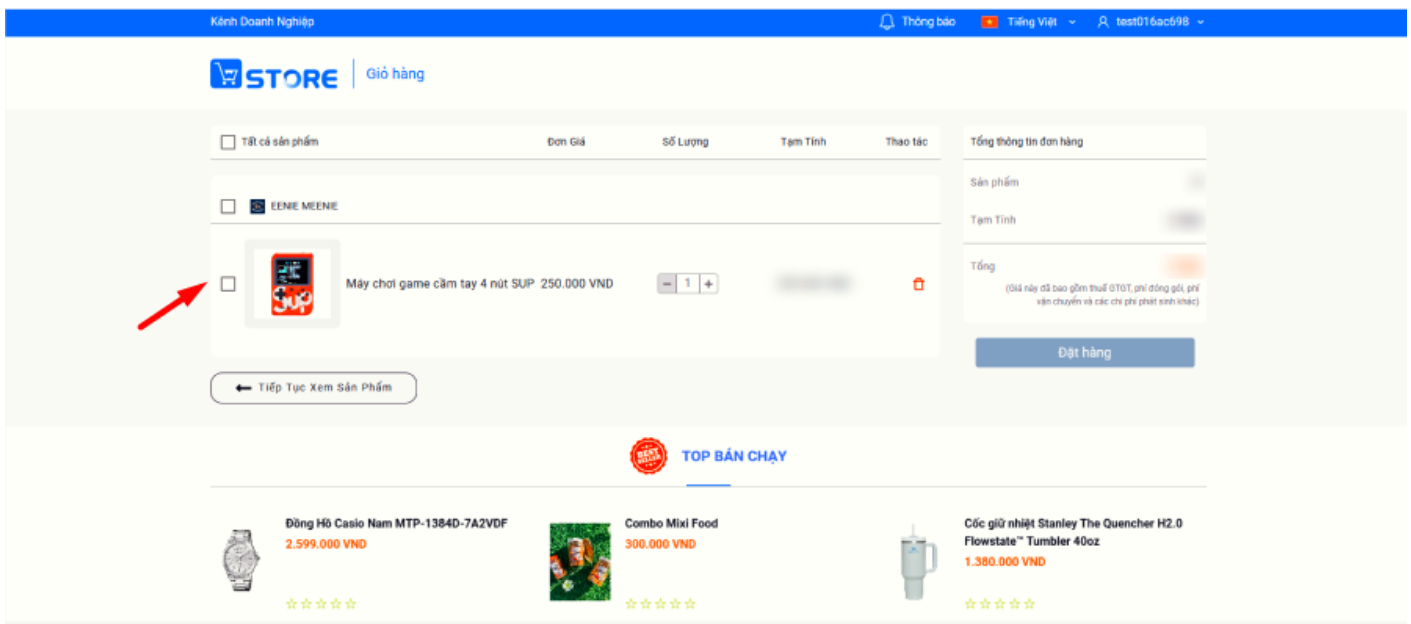 Kênh Doanh Nghiệp
Thông báo
Tiếng Việt
test016ac698
STORE
Giỏ hàng
Tất cả sản phẩm
Đơn Giá
Số Lượng
Tạm Tính
Thao tác
Tổng thông tin đơn hàng
EENIE MEENIE
Sản phẩm
Tạm Tính
SUP
Máy chơi game cầm tay 4 nút SUP
250.000 VND
− 1 +
Tổng
(Giá này đã bao gồm thuế GTGT, phí đóng gói, phí
vận chuyển và các chi phí phát sinh khác)
Đặt hàng
Tiếp Tục Xem Sản Phẩm
BEST
SELLER
TOP BÁN CHẠY
Đồng Hồ Casio Nam MTP-1384D-7A2VDF
2.599.000 VND
Combo Mixi Food
300.000 VND
Cốc giữ nhiệt Stanley The Quencher H2.0
Flowstate™ Tumbler 40oz
1.380.000 VND